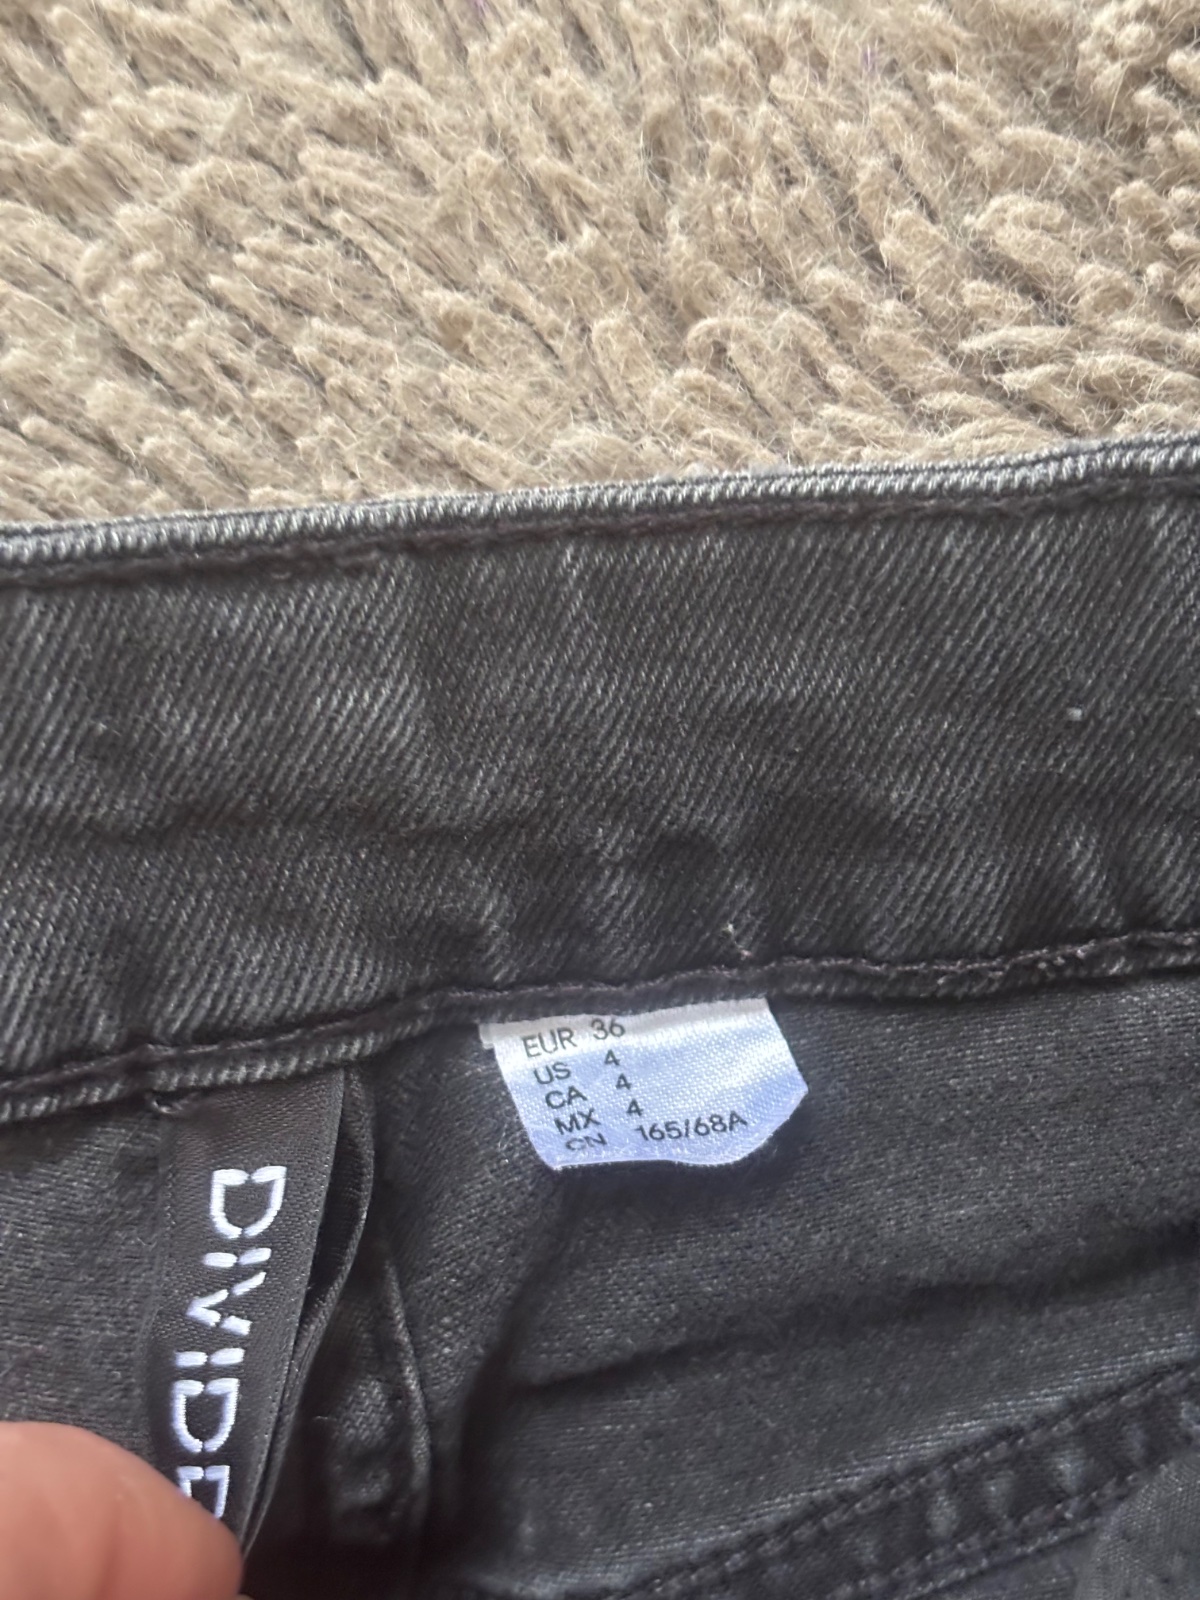 EUR 36
US 4
CA 4
MX 4
CN 165/68A
DIVIDE